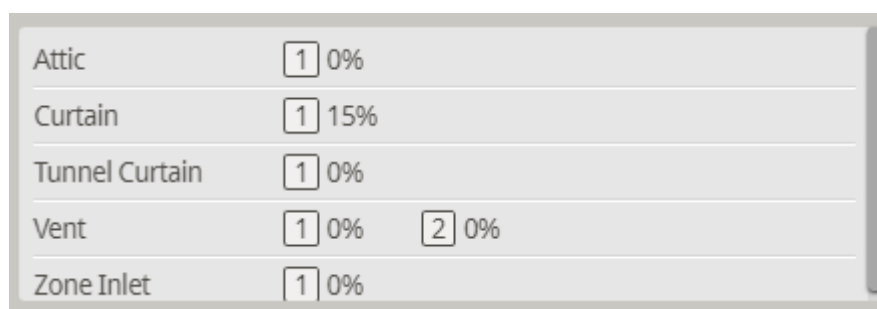 Attic 1 0%
Curtain 1 15%
Tunnel Curtain 1 0%
Vent 1 0% 2 0%
Zone Inlet 1 0%